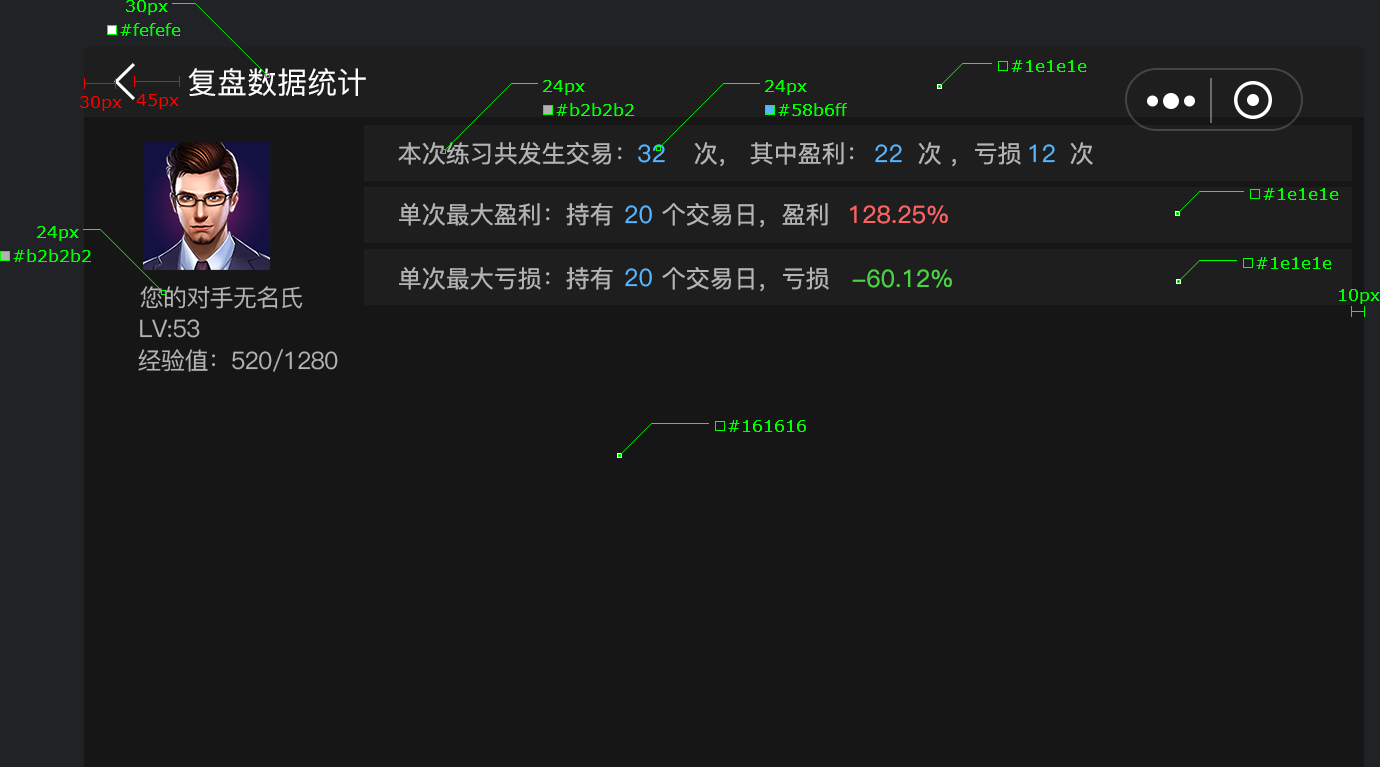 30px
#fefefe
复盘数据统计
30px 45px
24px
#b2b2b2
24px
#58b6ff
#1e1e1e
本次练习共发生交易：32 次， 其中盈利： 22 次 ，亏损 12 次
#1e1e1e
单次最大盈利：持有 20 个交易日，盈利 128.25%
24px
#b2b2b2
#1e1e1e
单次最大亏损：持有 20 个交易日，亏损 -60.12%
10px
您的对手无名氏
LV:53
经验值：520/1280
#161616